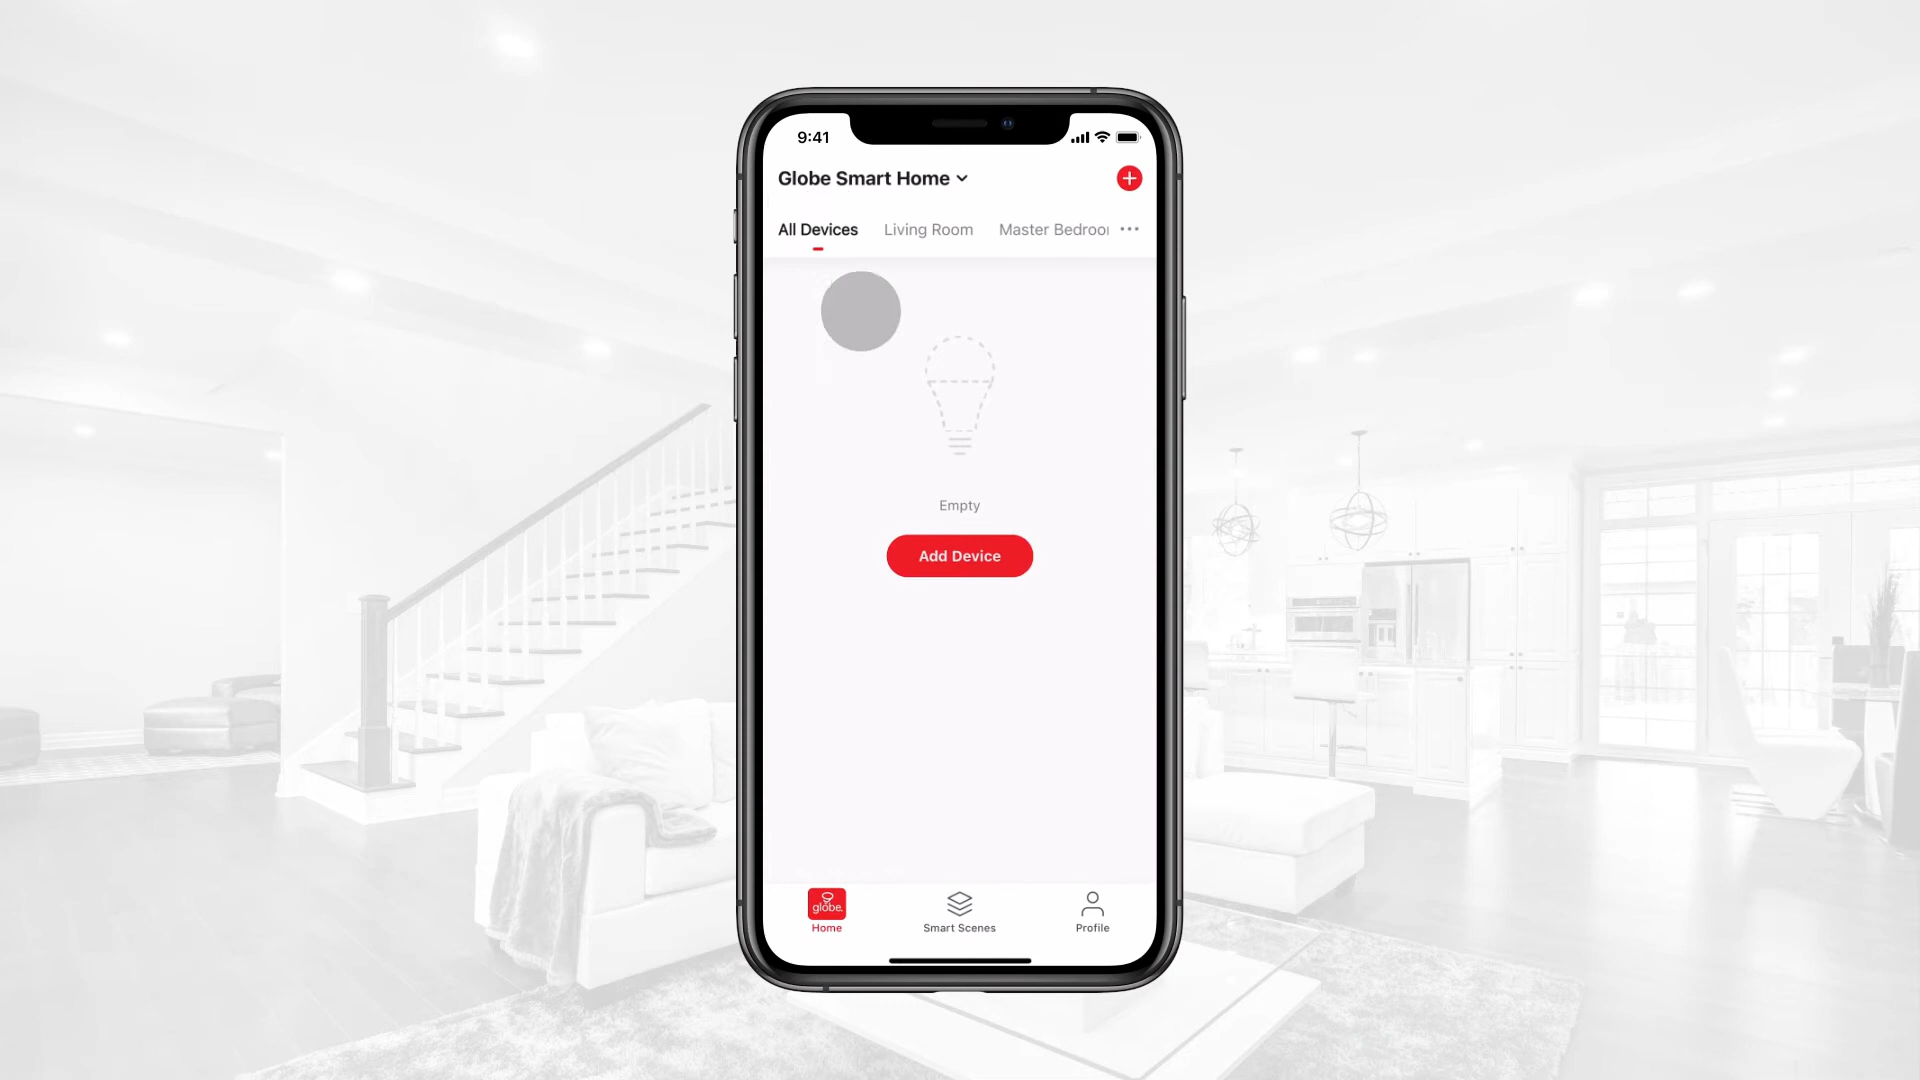 9:41
Globe Smart Home
All Devices Living Room Master Bedroo
Empty
Add Device
globe.
Home Smart Scenes Profile